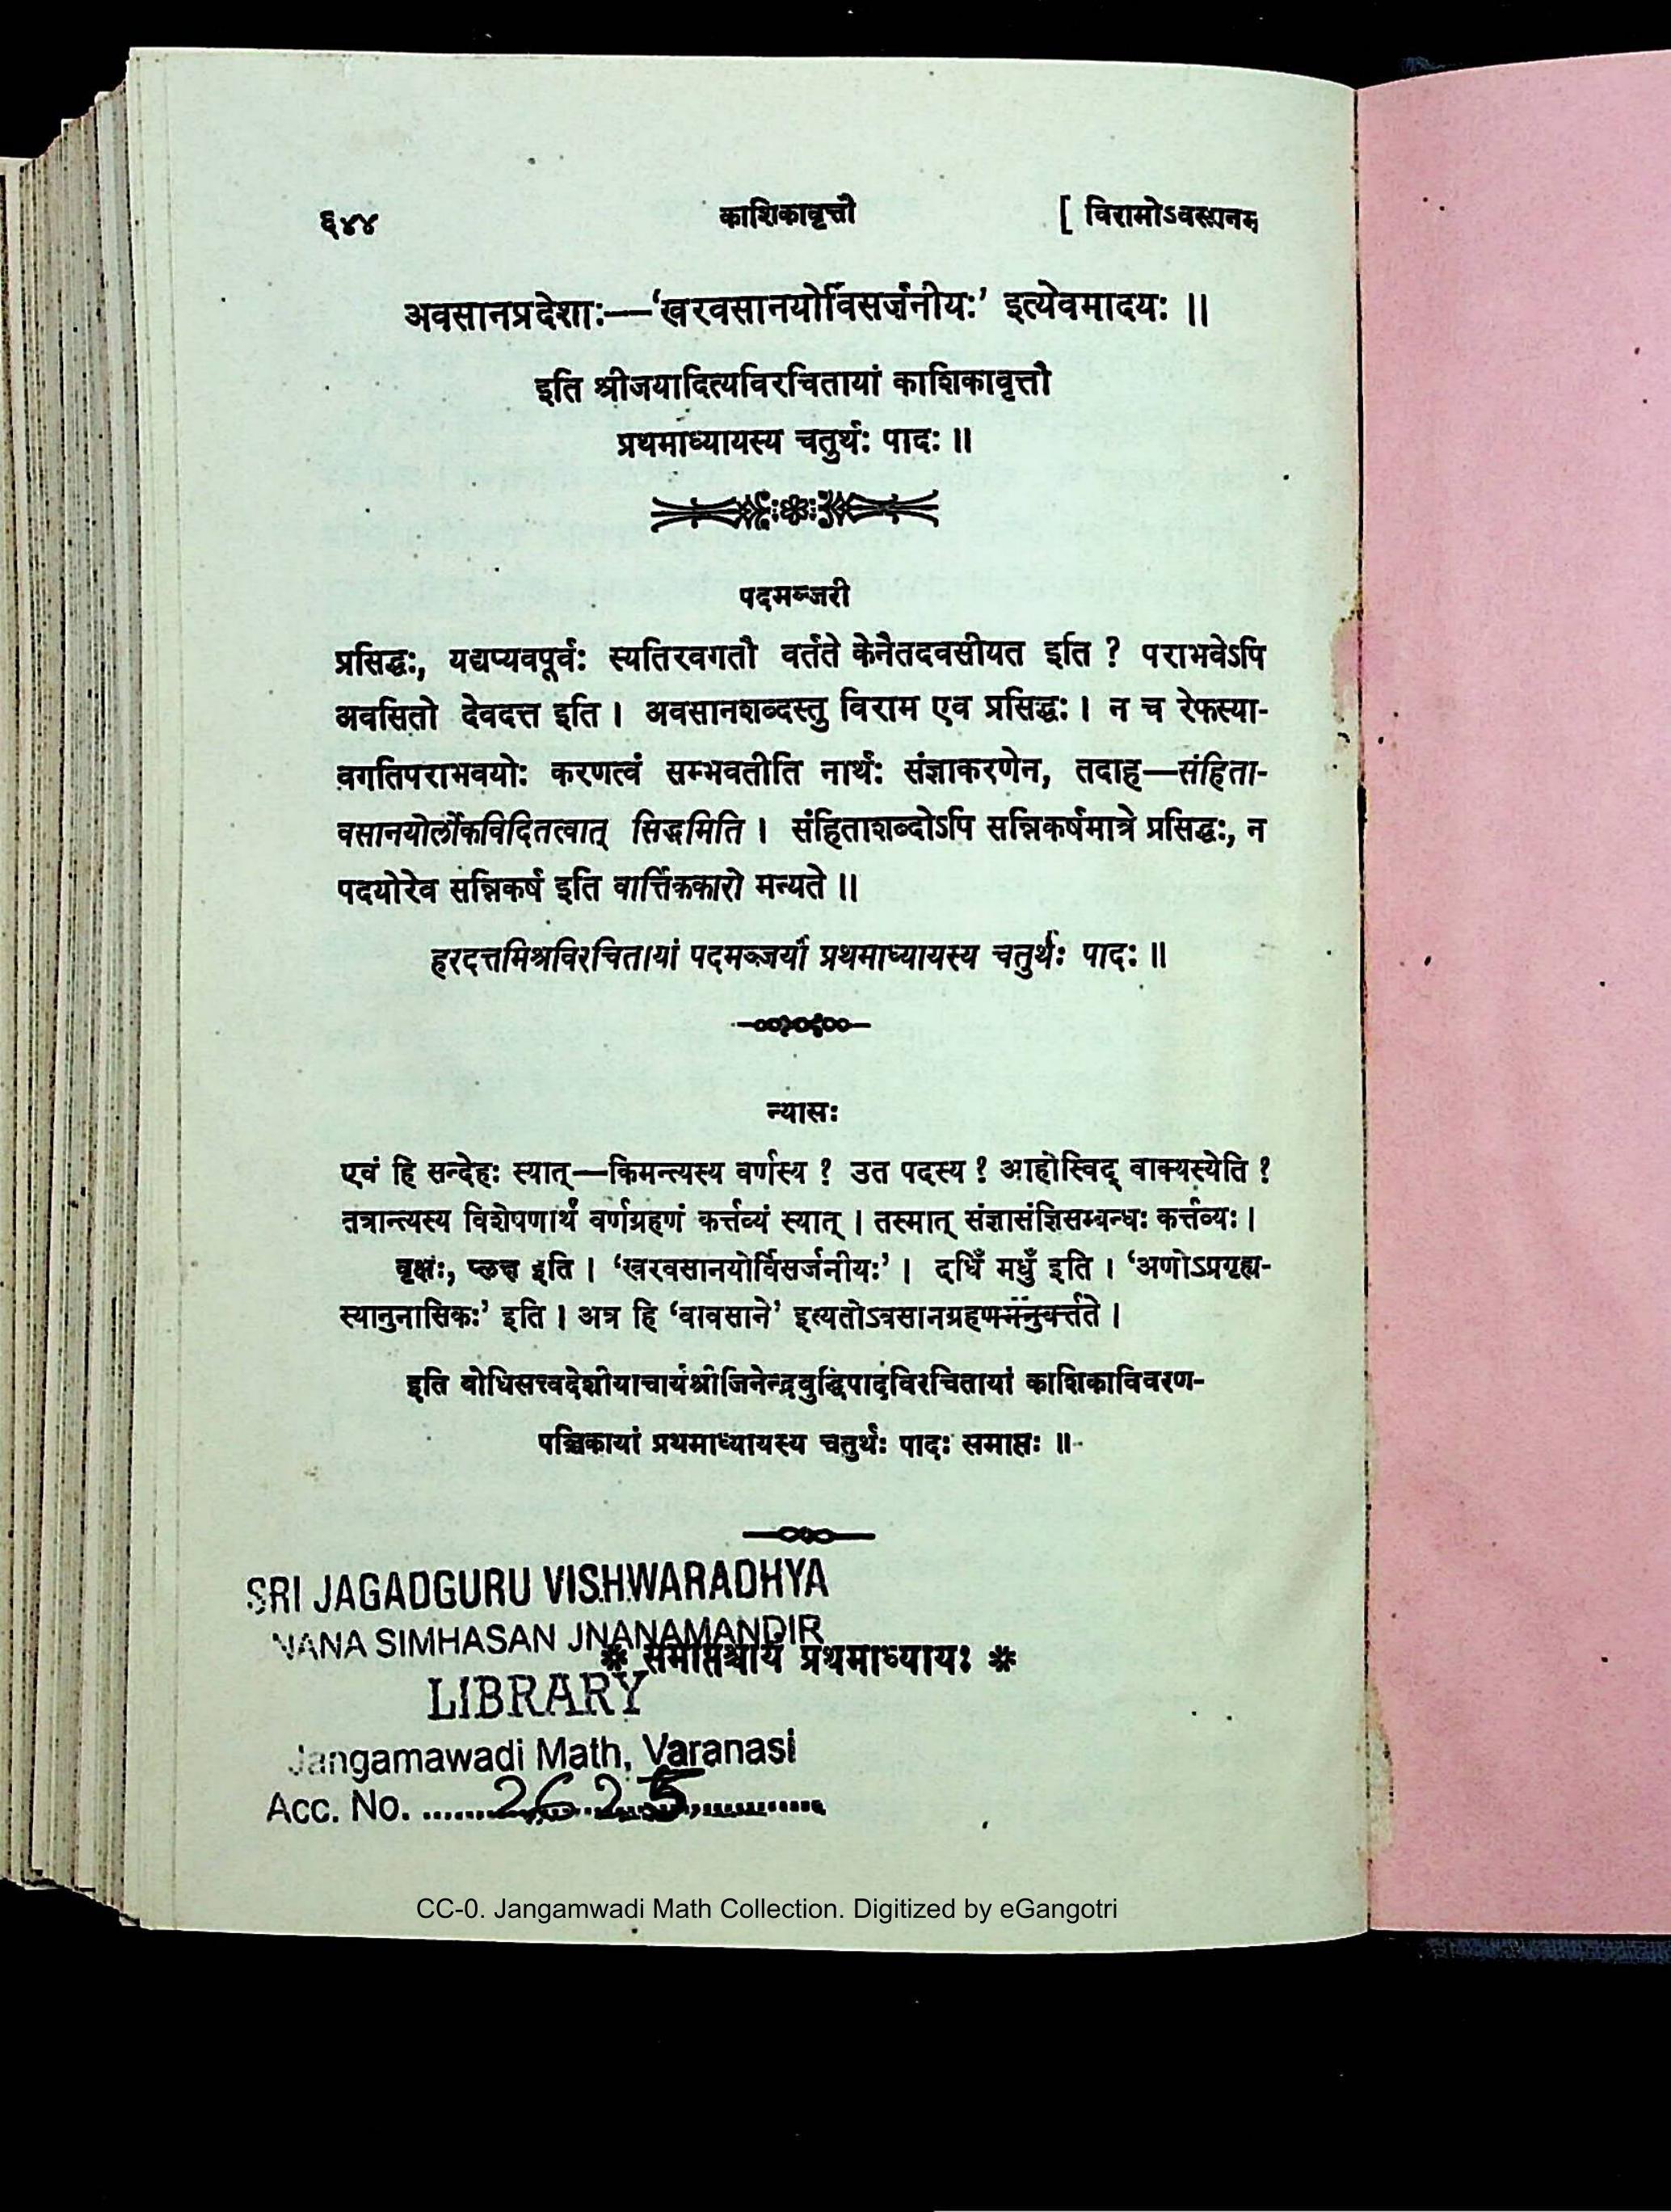 ६४४ काशिकावृत्तौ [ विरामोऽवसानम्
अवसानप्रदेशाः—‘खरवसानयोर्विसर्जनीयः’ इत्येवमादयः ॥
इति श्रीजयादित्यविरचितायां काशिकावृत्तौ
प्रथमाध्यायस्य चतुर्थः पादः ॥
पदमञ्जरी
प्रसिद्धः, यद्यप्यवपूर्वः स्यतिरवगतौ वर्तते केनैतदवसीयत इति ? पराभवेऽपि
अवसितो देवदत्त इति । अवसानशब्दस्तु विराम एव प्रसिद्धः । न च रेफस्या-
वगतिपराभवयोः करणत्वं सम्भवतीति नार्थः संज्ञाकरणेन, तदाह—संहिता-
वसानयोर्लोकविदितत्वात् सिद्धमिति । संहिताशब्दोऽपि सन्निकर्षमात्रे प्रसिद्धः, न
पदयोरेव सन्निकर्ष इति वार्त्तिककारो मन्यते ॥
हरदत्तमिश्रविरचितायां पदमञ्जर्यां प्रथमाध्यायस्य चतुर्थः पादः ॥
न्यासः
एवं हि सन्देहः स्यात्—किमन्त्यस्य वर्णस्य ? उत पदस्य ? आहोस्विद् वाक्यस्येति ?
तत्रान्त्यस्य विशेषणार्थं वर्णग्रहणं कर्त्तव्यं स्यात् । तस्मात् संज्ञासंज्ञिसम्बन्धः कर्त्तव्यः ।
वृक्षः, प्लक्ष इति । ‘खरवसानयोर्विसर्जनीयः’ । दधिँ मधुँ इति । ‘अणोऽप्रगृह्य-
स्यानुनासिकः’ इति । अत्र हि ‘वावसाने’ इत्यतोऽवसानग्रहणमनुवर्त्तते ।
इति बोधिसत्त्वदेशीयाचार्यश्रीजिनेन्द्रबुद्धिपादविरचितायां काशिकाविवरण-
पञ्चिकायां प्रथमाध्यायस्य चतुर्थः पादः समाप्तः ॥
SRI JAGADGURU VISHWARADHYA
JNANA SIMHASAN JNANAMANDIR
* समाप्तश्चायं प्रथमाध्यायः *
LIBRARY
Jangamawadi Math, Varanasi
Acc. No. ....... 2625 ............
CC-0. Jangamwadi Math Collection. Digitized by eGangotri